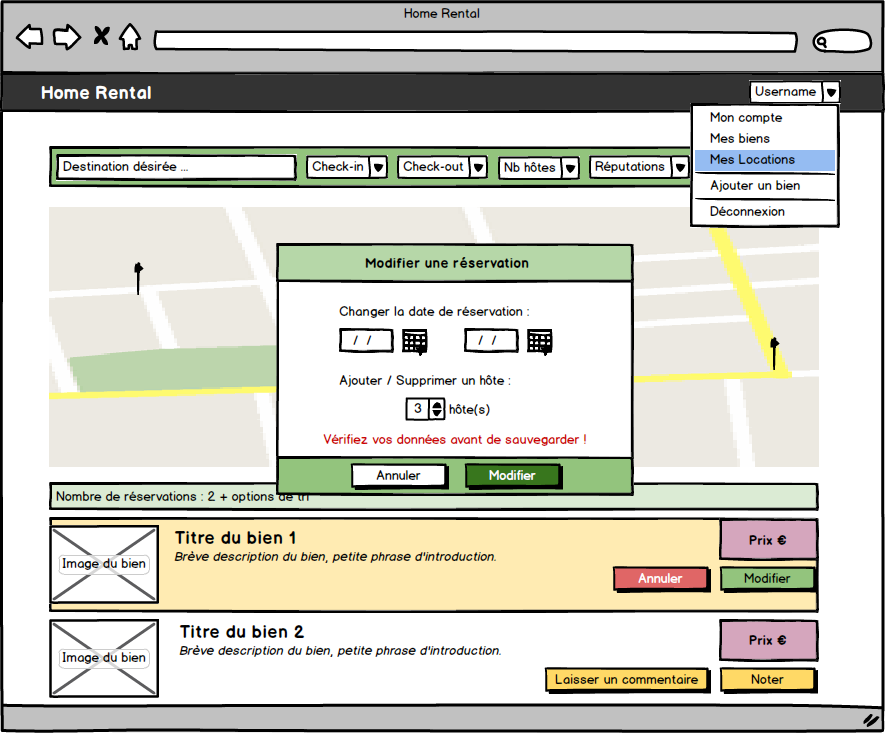 Home Rental
Home Rental
Username
Mon compte
Mes biens
Mes Locations
Ajouter un bien
Déconnexion
Destination désirée ...
Check-in
Check-out
Nb hôtes
Réputations
Modifier une réservation
Changer la date de réservation :
/ /
/ /
Ajouter / Supprimer un hôte :
3 hôte(s)
Vérifiez vos données avant de sauvegarder !
Annuler
Modifier
Nombre de réservations : 2 + options de tri
Image du bien
Titre du bien 1
Brève description du bien, petite phrase d'introduction.
Prix €
Annuler
Modifier
Image du bien
Titre du bien 2
Brève description du bien, petite phrase d'introduction.
Prix €
Laisser un commentaire
Noter